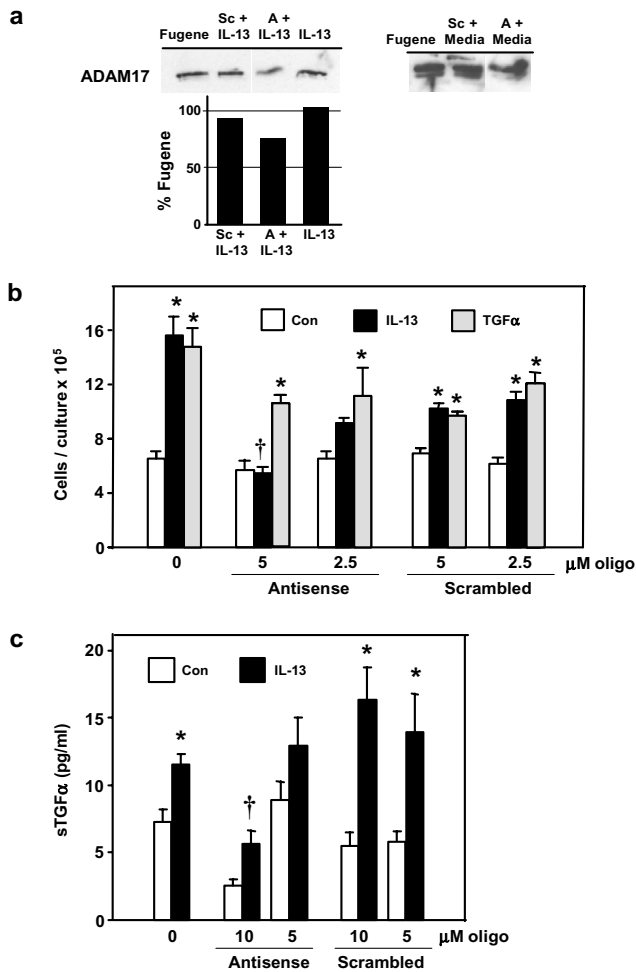 a
Sc + A +
Fugene IL-13 IL-13 IL-13
ADAM17
Sc + A +
Fugene Media Media
100
50
0
% Fugene
Sc + A + IL-13
IL-13 IL-13
b
Con IL-13 TGFα
16
12
8
4
0
Cells / culture x 10⁵
* * † * * * * * *
0 5 2.5 5 2.5 μM oligo
Antisense Scrambled
c
Con IL-13
20
15
10
5
0
sTGFα (pg/ml)
* † * *
0 10 5 10 5 μM oligo
Antisense Scrambled